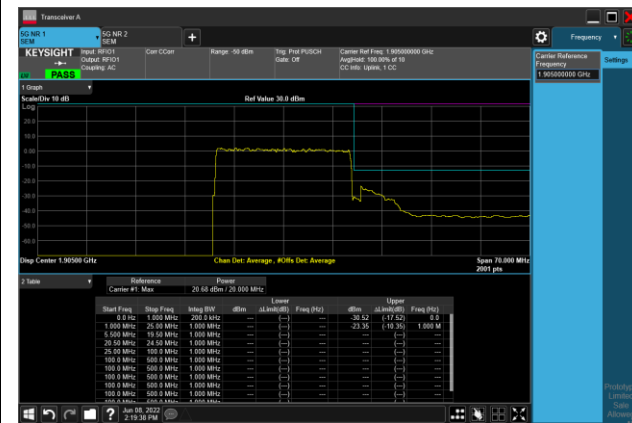 Transceiver A
5G NR 1
SEM
5G NR 2
SEM
Frequency
KEYSIGHT
Input: RFIO1
Output: RFIO1
Coupling: AC
Corr CCorr
Range: -50 dBm
Trig: Prot PUSCH
Gate: Off
Carrier Ref Freq: 1.905000000 GHz
Avg|Hold: 100.00% of 10
CC Info: Uplink, 1 CC
PASS
Carrier Reference
Frequency
1.905000000 GHz
Settings
1 Graph
Scale/Div 10 dB
Ref Value 30.0 dBm
Log
20.0
10.0
0.00
-10.0
-20.0
-30.0
-40.0
-50.0
-60.0
Disp Center 1.90500 GHz
Chan Det: Average , #Offs Det: Average
Span 70.000 MHz
2001 pts
2 Table
Reference Power
Carrier #1: Max 20.68 dBm / 20.000 MHz
Lower Upper
Start Freq Stop Freq Integ BW dBm ΔLimit(dB) Freq (Hz) dBm ΔLimit(dB) Freq (Hz)
0.0 Hz 1.000 MHz 200.0 kHz --- (---) --- -30.52 (-17.52) 0.0
1.000 MHz 25.00 MHz 1.000 MHz --- (---) --- -23.35 (-10.35) 1.000 M
5.500 MHz 19.50 MHz 1.000 MHz --- (---) --- --- (---) ---
20.50 MHz 24.50 MHz 1.000 MHz --- (---) --- --- (---) ---
25.00 MHz 100.0 MHz 1.000 MHz --- (---) --- --- (---) ---
100.0 MHz 500.0 MHz 1.000 MHz --- (---) --- --- (---) ---
100.0 MHz 500.0 MHz 1.000 MHz --- (---) --- --- (---) ---
100.0 MHz 500.0 MHz 1.000 MHz --- (---) --- --- (---) ---
100.0 MHz 500.0 MHz 1.000 MHz --- (---) --- --- (---) ---
Jun 08, 2022
2:19:38 PM
Prototyp
Limited
Sale
Allowe